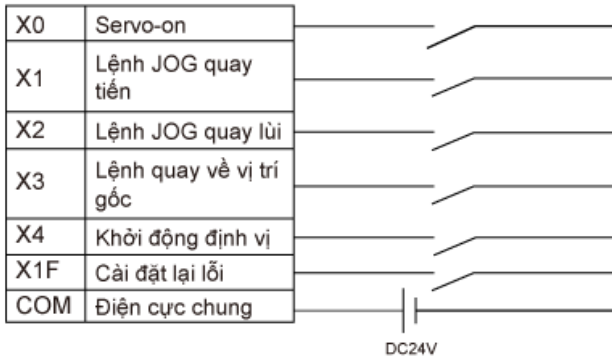 X0 Servo-on
X1 Lệnh JOG quay
tiến
X2 Lệnh JOG quay lùi
X3 Lệnh quay về vị trí
gốc
X4 Khởi động định vị
X1F Cài đặt lại lỗi
COM Điện cực chung
DC24V